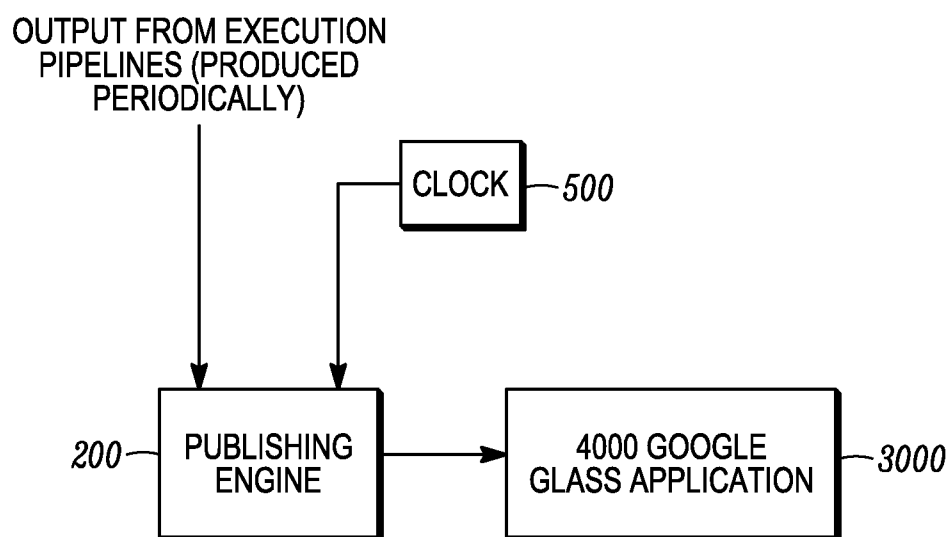 OUTPUT FROM EXECUTION
PIPELINES (PRODUCED
PERIODICALLY)
CLOCK
500
200
PUBLISHING
ENGINE
4000 GOOGLE
GLASS APPLICATION
3000